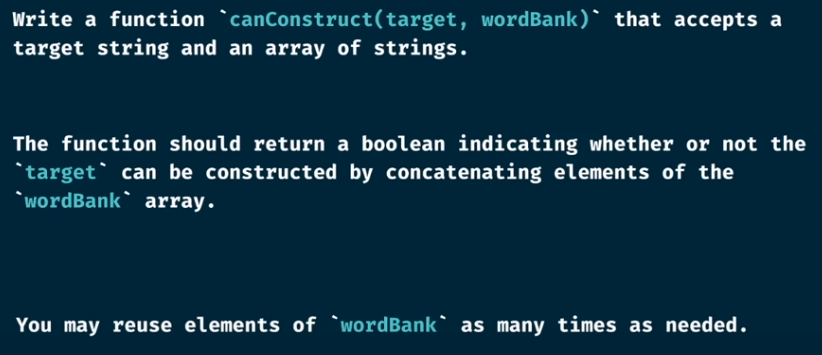 Write a function `canConstruct(target, wordBank)` that accepts a
target string and an array of strings.
The function should return a boolean indicating whether or not the
`target` can be constructed by concatenating elements of the
`wordBank` array.
You may reuse elements of `wordBank` as many times as needed.